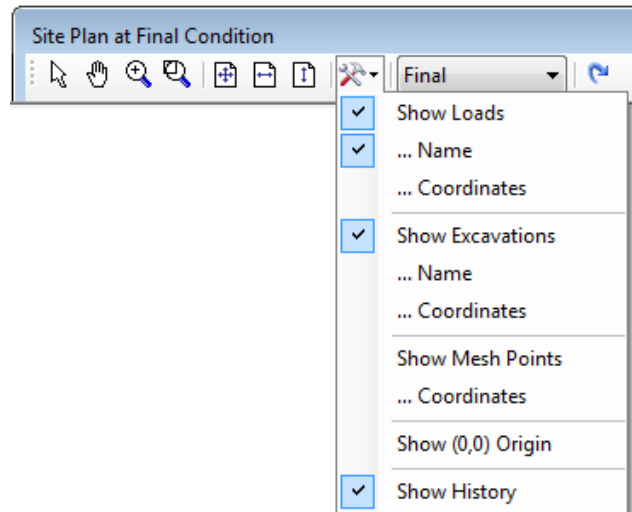 Site Plan at Final Condition
Final
Show Loads
... Name
... Coordinates
Show Excavations
... Name
... Coordinates
Show Mesh Points
... Coordinates
Show (0,0) Origin
Show History